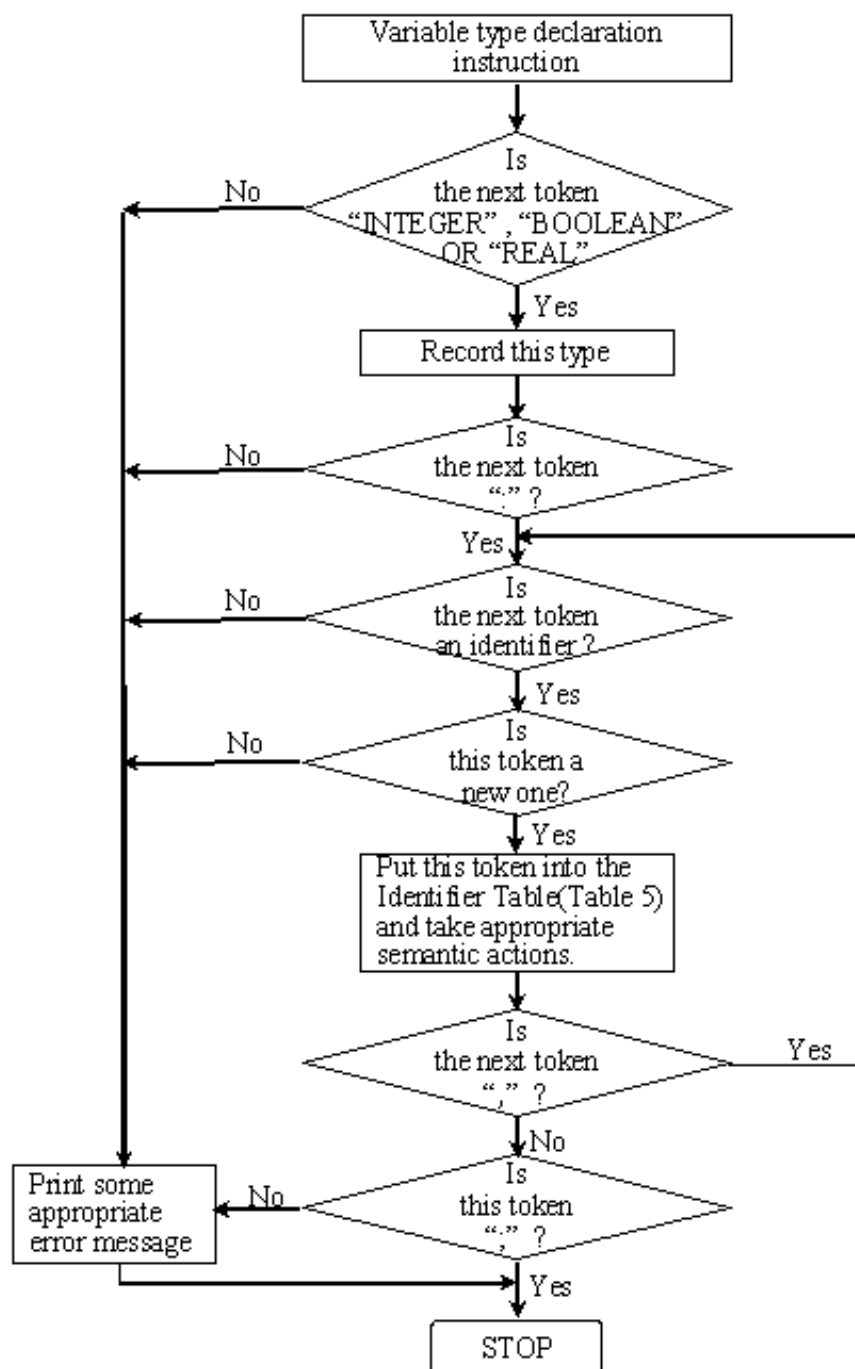 Variable type declaration
instruction
Is
the next token
“INTEGER” , “BOOLEAN”
OR “REAL”
No
Yes
Record this type
Is
the next token
“:” ?
No
Yes
Is
the next token
an identifier ?
No
Yes
Is
this token a
new one?
No
Yes
Put this token into the
Identifier Table(Table 5)
and take appropriate
semantic actions.
Is
the next token
“,” ?
Yes
No
Is
this token
“;” ?
No
Print some
appropriate
error message
Yes
STOP